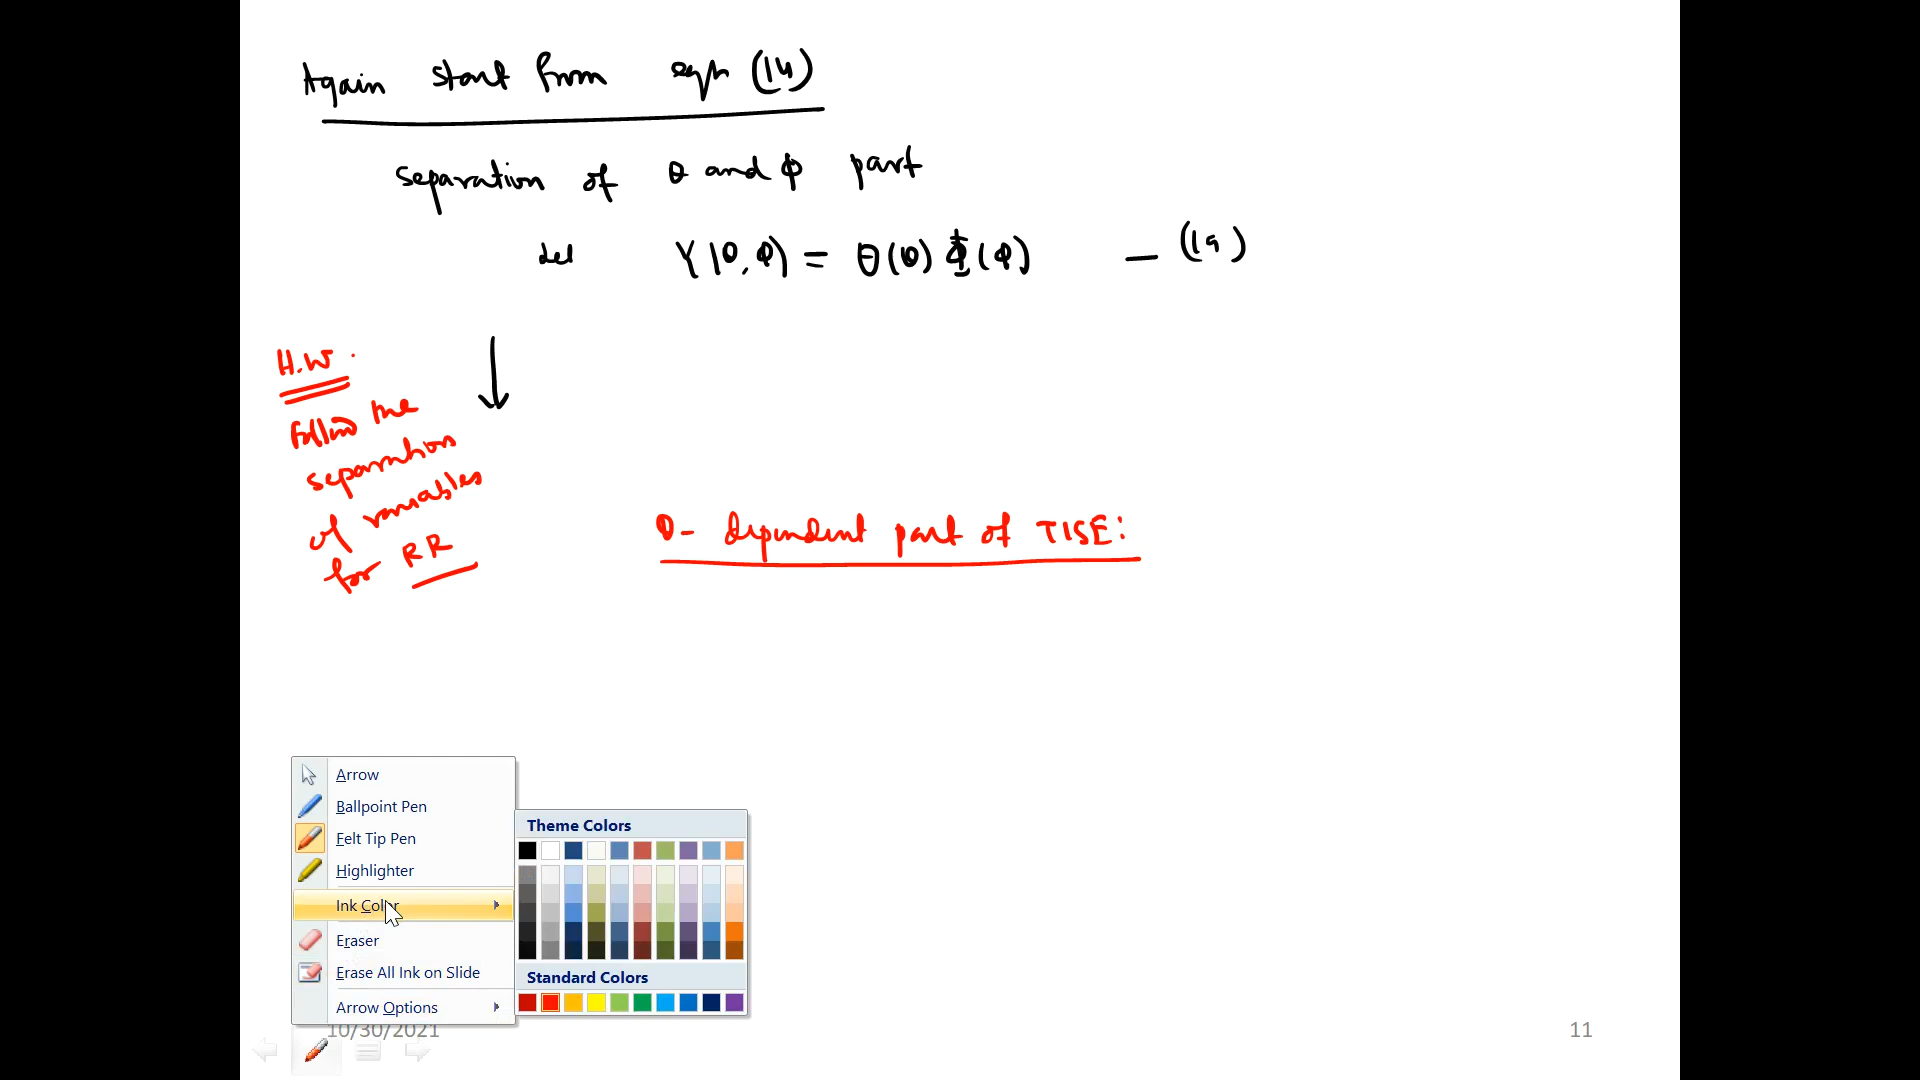 Again start from eqn (14)
separation of θ and ϕ part
let Y(θ,ϕ) = Θ(θ) Φ(ϕ) — (19)
H.W.
Follow the
separation
of variables
for RR
θ- dependent part of TISE:
Arrow
Ballpoint Pen
Felt Tip Pen
Highlighter
Ink Color
Eraser
Erase All Ink on Slide
Arrow Options
Theme Colors
Standard Colors
10/30/2021
11